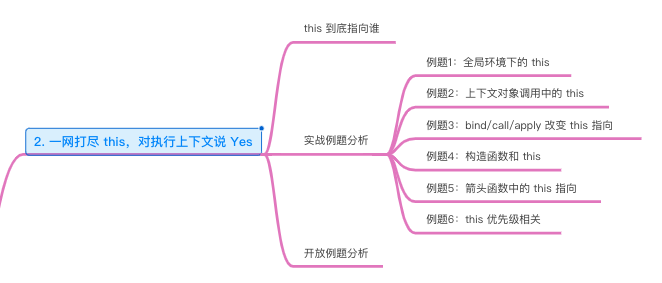 2. 一网打尽 this，对执行上下文说 Yes
this 到底指向谁
实战例题分析
例题1：全局环境下的 this
例题2：上下文对象调用中的 this
例题3：bind/call/apply 改变 this 指向
例题4：构造函数和 this
例题5：箭头函数中的 this 指向
例题6：this 优先级相关
开放例题分析